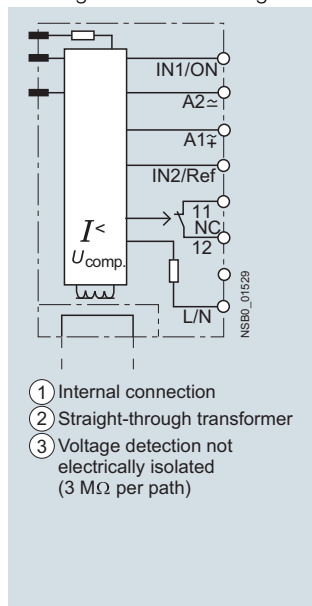 IN1/ON
A2≃
A1≂̟
IN2/Ref
11
NC
12
I<
Ucomp.
L/N
NSB0_01529
1 Internal connection
2 Straight-through transformer
3 Voltage detection not
electrically isolated
(3 MΩ per path)